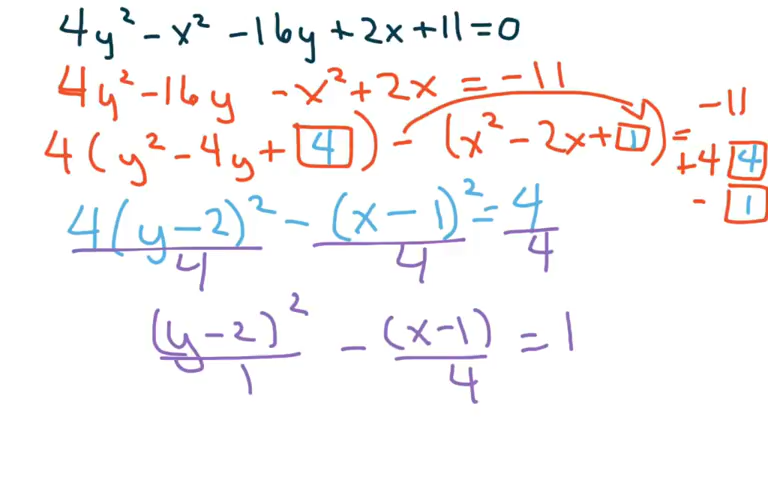 4y² - x² - 16y + 2x + 11 = 0
4y² - 16y - x² + 2x = -11
4(y² - 4y + 4) - (x² - 2x + 1) = -11 + 4 4 - 1
4(y - 2)² / 4 - (x - 1)² / 4 = 4 / 4
(y - 2)² / 1 - (x - 1) / 4 = 1